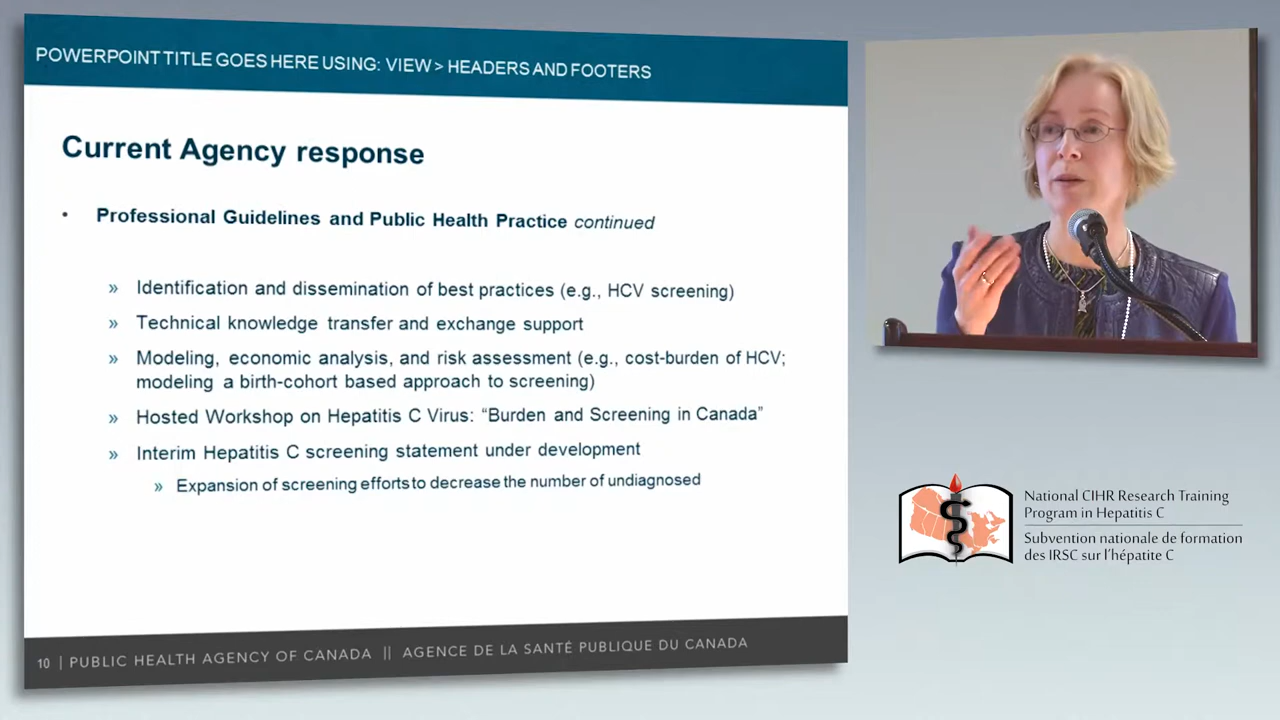 POWERPOINT TITLE GOES HERE USING: VIEW > HEADERS AND FOOTERS
Current Agency response
• Professional Guidelines and Public Health Practice continued
» Identification and dissemination of best practices (e.g., HCV screening)
» Technical knowledge transfer and exchange support
» Modeling, economic analysis, and risk assessment (e.g., cost-burden of HCV;
modeling a birth-cohort based approach to screening)
» Hosted Workshop on Hepatitis C Virus: “Burden and Screening in Canada”
» Interim Hepatitis C screening statement under development
» Expansion of screening efforts to decrease the number of undiagnosed
10 | PUBLIC HEALTH AGENCY OF CANADA || AGENCE DE LA SANTÉ PUBLIQUE DU CANADA
National CIHR Research Training
Program in Hepatitis C
Subvention nationale de formation
des IRSC sur l’hépatite C